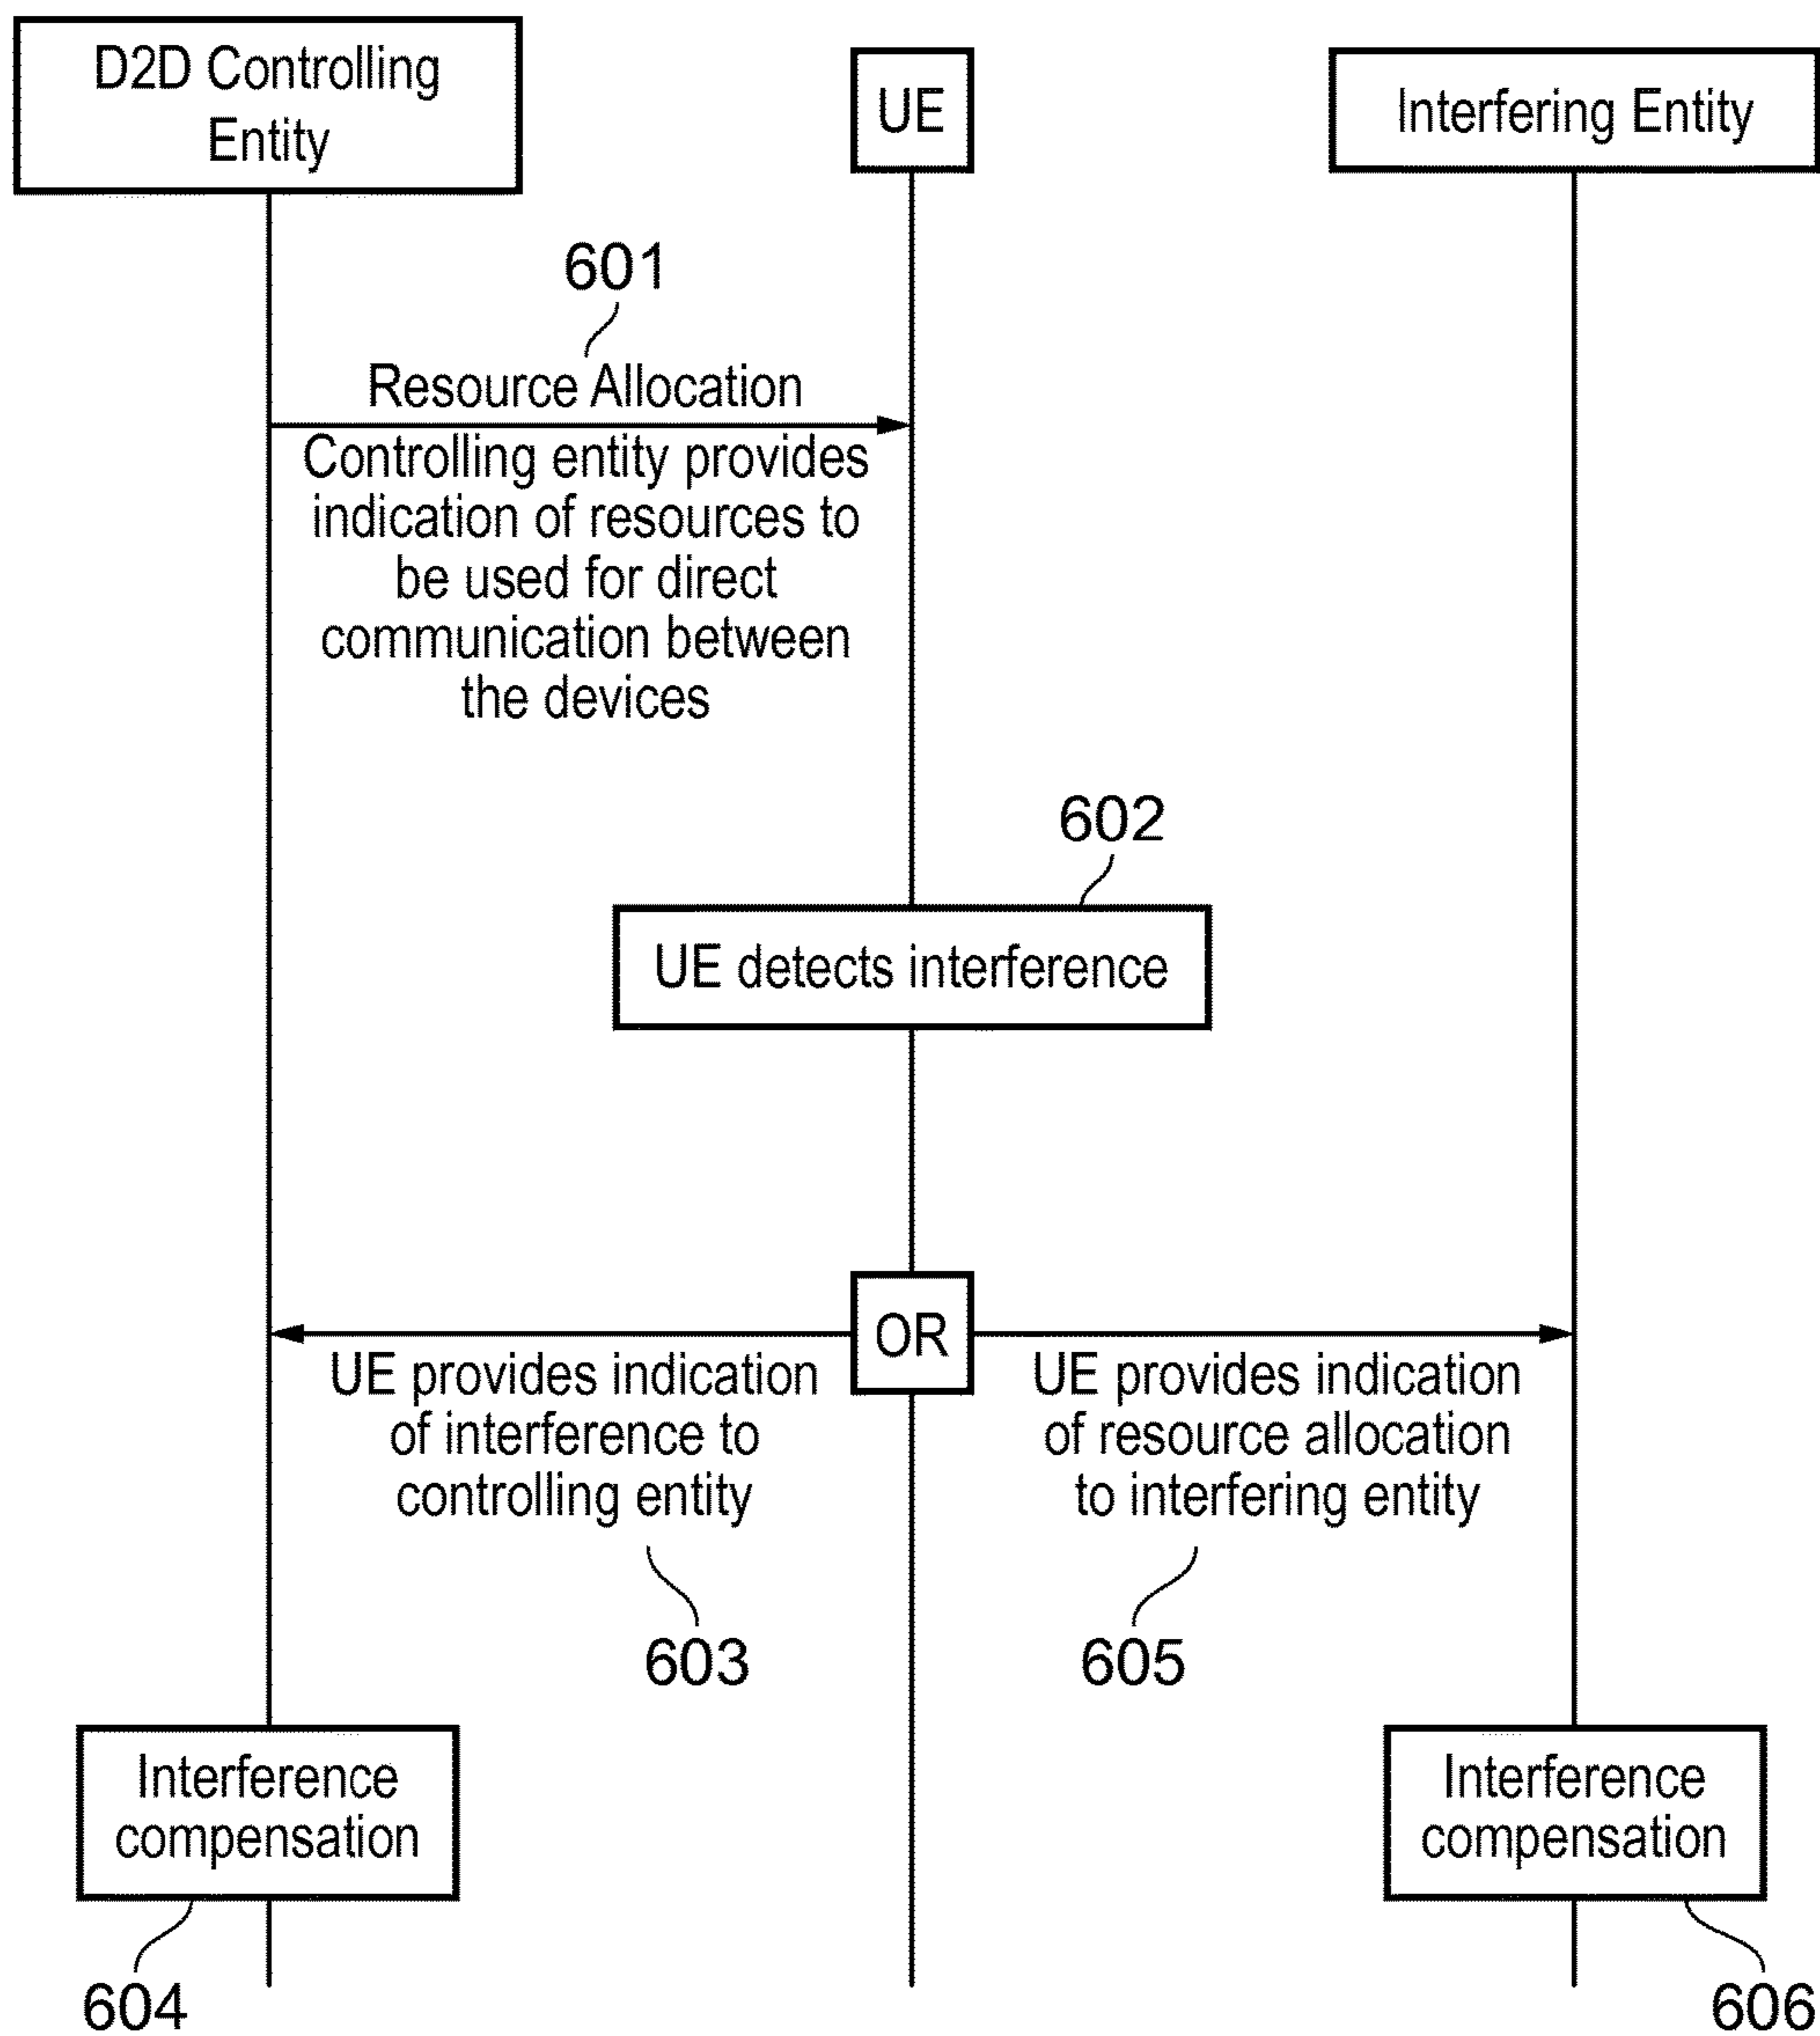 D2D Controlling
Entity
UE
Interfering Entity
601
Resource Allocation
Controlling entity provides
indication of resources to
be used for direct
communication between
the devices
602
UE detects interference
OR
UE provides indication
of interference to
controlling entity
UE provides indication
of resource allocation
to interfering entity
603
605
Interference
compensation
Interference
compensation
604
606